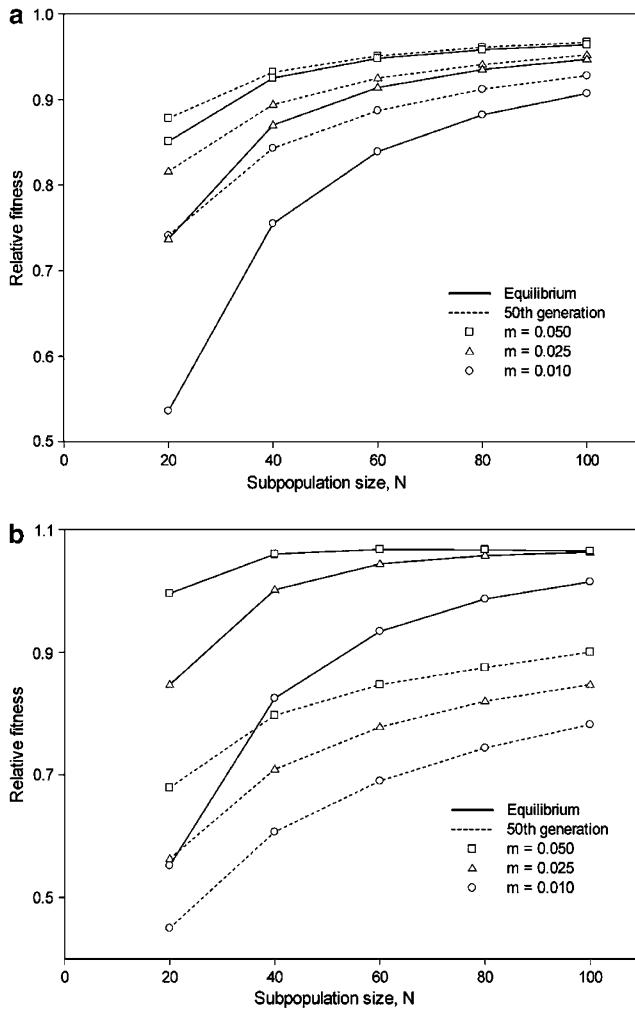 a
1.0
0.9
0.8
0.7
0.6
0.5
Relative fitness
Equilibrium
50th generation
m = 0.050
m = 0.025
m = 0.010
0 20 40 60 80 100
Subpopulation size, N
b
1.1
0.9
0.7
0.5
Relative fitness
Equilibrium
50th generation
m = 0.050
m = 0.025
m = 0.010
0 20 40 60 80 100
Subpopulation size, N